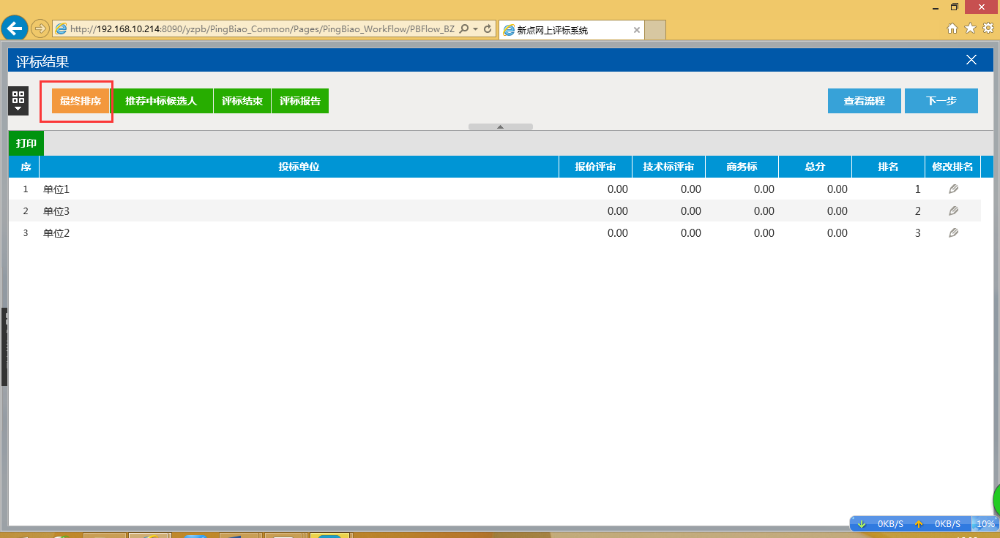 http://192.168.10.214:8090/yzpb/PingBiao_Common/Pages/PingBiao_WorkFlow/PBFlow_BZ
新点网上评标系统
评标结果
最终排序 推荐中标候选人 评标结束 评标报告 查看流程 下一步
打印
序 投标单位 报价评审 技术标评审 商务标 总分 排名 修改排名
1 单位1 0.00 0.00 0.00 0.00 1
2 单位3 0.00 0.00 0.00 0.00 2
3 单位2 0.00 0.00 0.00 0.00 3
0KB/S 0KB/S 10%